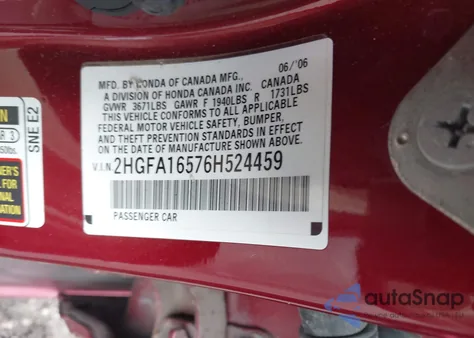 MFD. BY HONDA OF CANADA MFG., 06/'06
A DIVISION OF HONDA CANADA INC. CANADA
GVWR 3671LBS GAWR F 1940LBS R 1731LBS
THIS VEHICLE CONFORMS TO ALL APPLICABLE
FEDERAL MOTOR VEHICLE SAFETY, BUMPER,
AND THEFT PREVENTION STANDARDS IN EFFECT
ON THE DATE OF MANUFACTURE SHOWN ABOVE.
V.I.N. 2HGFA16576H524459
PASSENGER CAR
SNE E2
autoSnap